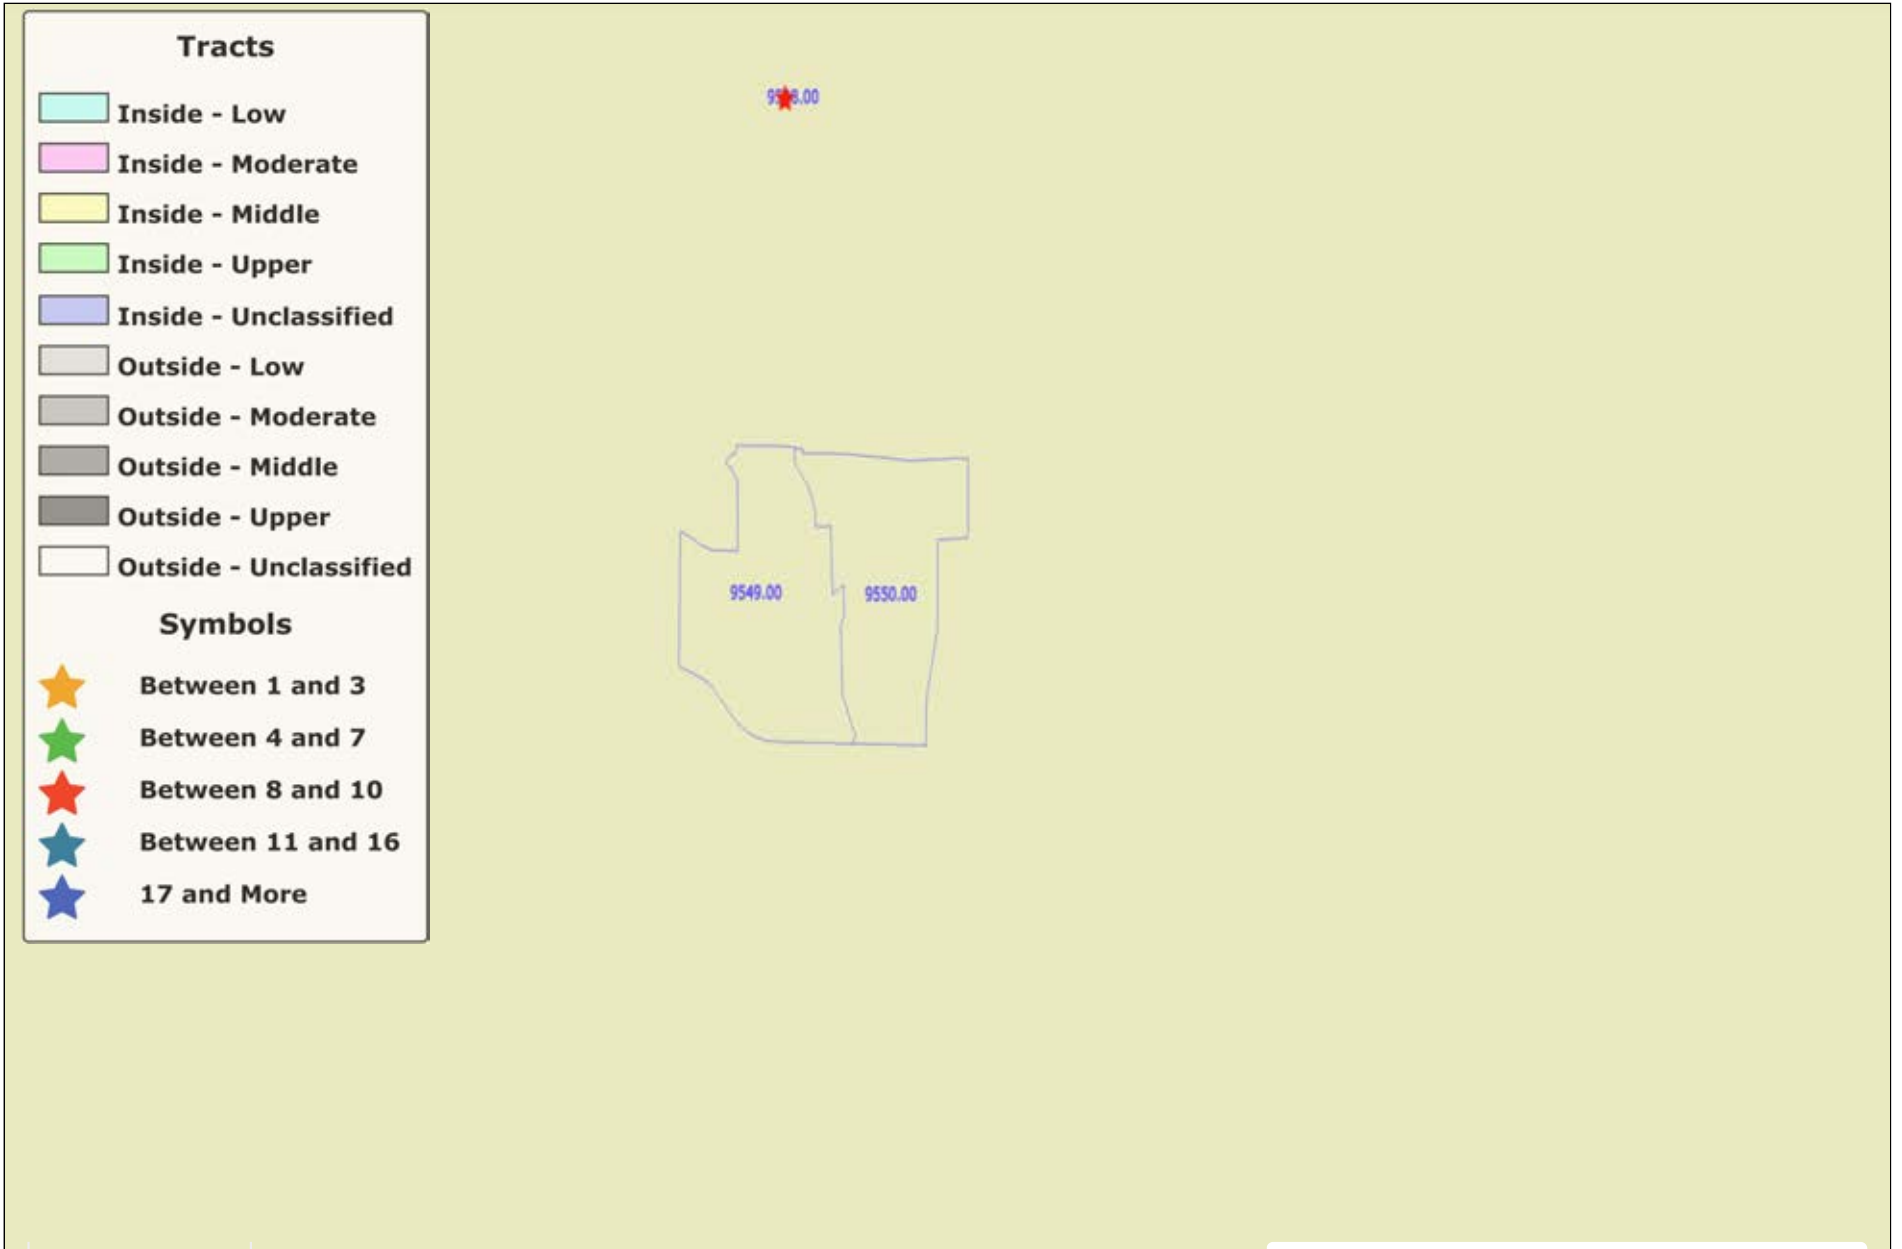 Tracts
Inside - Low
Inside - Moderate
Inside - Middle
Inside - Upper
Inside - Unclassified
Outside - Low
Outside - Moderate
Outside - Middle
Outside - Upper
Outside - Unclassified
Symbols
Between 1 and 3
Between 4 and 7
Between 8 and 10
Between 11 and 16
17 and More
9549.00
9550.00